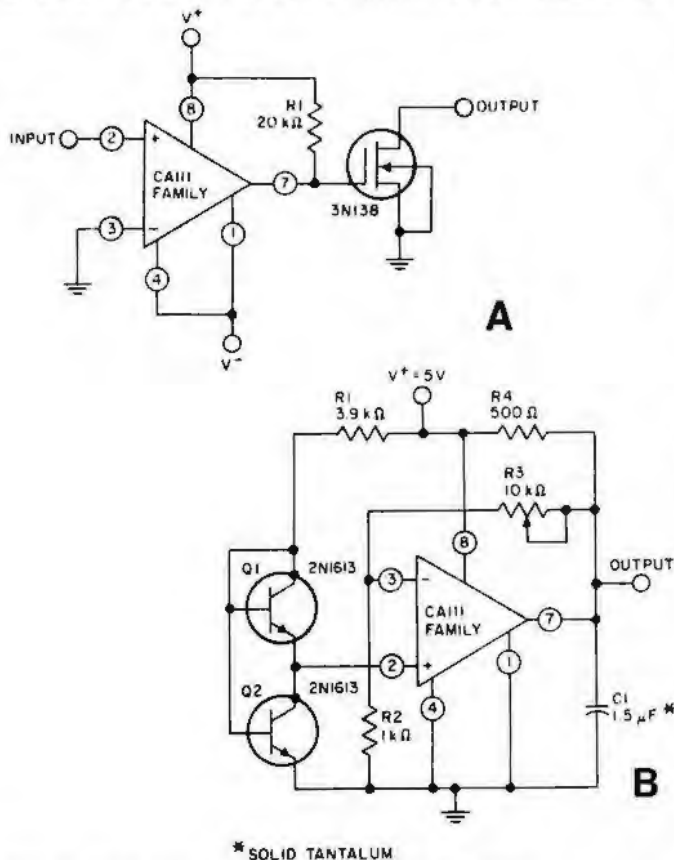 V+
8
R1
20 kΩ
OUTPUT
INPUT
2
+
CA111
FAMILY
7
3N138
3
−
1
4
V−
A
V+ = 5V
R1
3.9 kΩ
R4
500 Ω
R3
10 kΩ
8
Q1
2N1613
3
−
CA111
FAMILY
7
OUTPUT
2
+
1
Q2
2N1613
R2
1 kΩ
4
C1
1.5 µF *
B
* SOLID TANTALUM